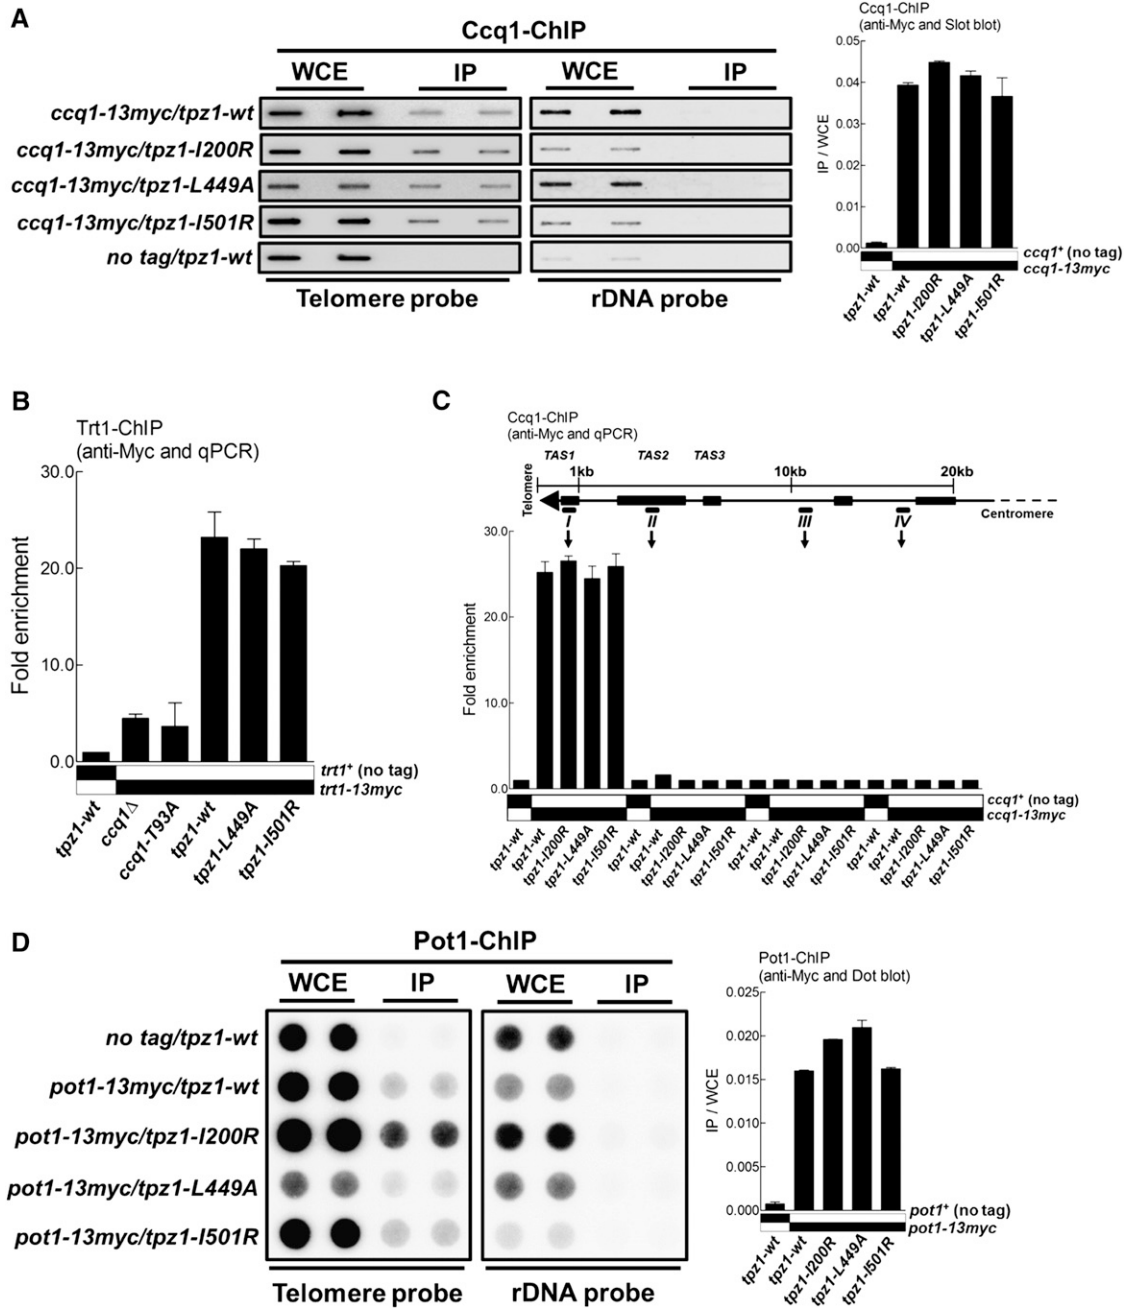 A
Ccq1-ChIP
WCE IP WCE IP
ccq1-13myc/tpz1-wt
ccq1-13myc/tpz1-I200R
ccq1-13myc/tpz1-L449A
ccq1-13myc/tpz1-I501R
no tag/tpz1-wt
Telomere probe rDNA probe
Ccq1-ChIP
(anti-Myc and Slot blot)
0.05
0.04
0.03
0.02
0.01
0.00
IP / WCE
ccq1+ (no tag)
ccq1-13myc
tpz1-wt
tpz1-wt
tpz1-I200R
tpz1-L449A
tpz1-I501R
B
Trt1-ChIP
(anti-Myc and qPCR)
30.0
20.0
10.0
0.0
Fold enrichment
trt1+ (no tag)
trt1-13myc
tpz1-wt
ccq1Δ
ccq1-T93A
tpz1-wt
tpz1-L449A
tpz1-I501R
C
Ccq1-ChIP
(anti-Myc and qPCR)
TAS1 TAS2 TAS3
1kb 10kb 20kb
Telomere
Centromere
I II III IV
30.0
20.0
10.0
0.0
Fold enrichment
ccq1+ (no tag)
ccq1-13myc
tpz1-wt
tpz1-wt
tpz1-I200R
tpz1-L449A
tpz1-I501R
tpz1-wt
tpz1-wt
tpz1-I200R
tpz1-L449A
tpz1-I501R
tpz1-wt
tpz1-wt
tpz1-I200R
tpz1-L449A
tpz1-I501R
tpz1-wt
tpz1-wt
tpz1-I200R
tpz1-L449A
tpz1-I501R
D
Pot1-ChIP
WCE IP WCE IP
no tag/tpz1-wt
pot1-13myc/tpz1-wt
pot1-13myc/tpz1-I200R
pot1-13myc/tpz1-L449A
pot1-13myc/tpz1-I501R
Telomere probe rDNA probe
Pot1-ChIP
(anti-Myc and Dot blot)
0.025
0.020
0.015
0.010
0.005
0.000
IP / WCE
pot1+ (no tag)
pot1-13myc
tpz1-wt
tpz1-wt
tpz1-I200R
tpz1-L449A
tpz1-I501R